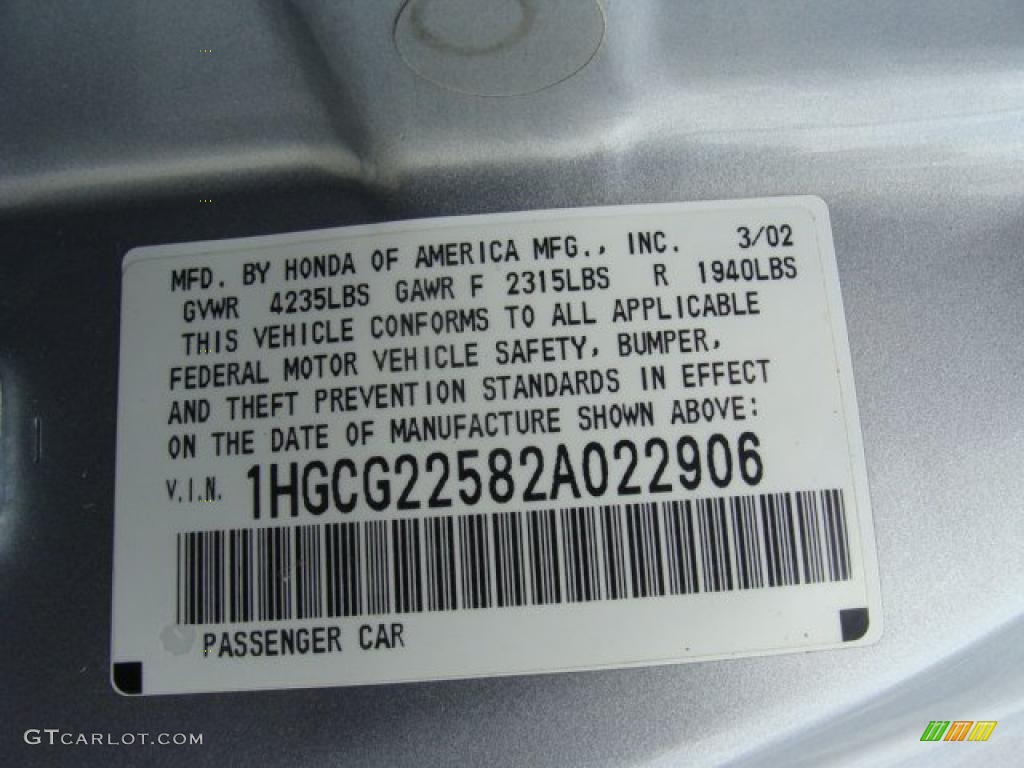 MFD. BY HONDA OF AMERICA MFG., INC. 3/02
GVWR 4235LBS GAWR F 2315LBS R 1940LBS
THIS VEHICLE CONFORMS TO ALL APPLICABLE
FEDERAL MOTOR VEHICLE SAFETY, BUMPER,
AND THEFT PREVENTION STANDARDS IN EFFECT
ON THE DATE OF MANUFACTURE SHOWN ABOVE:
V.I.N. 1HGCG22582A022906
PASSENGER CAR
GTCARLOT.COM